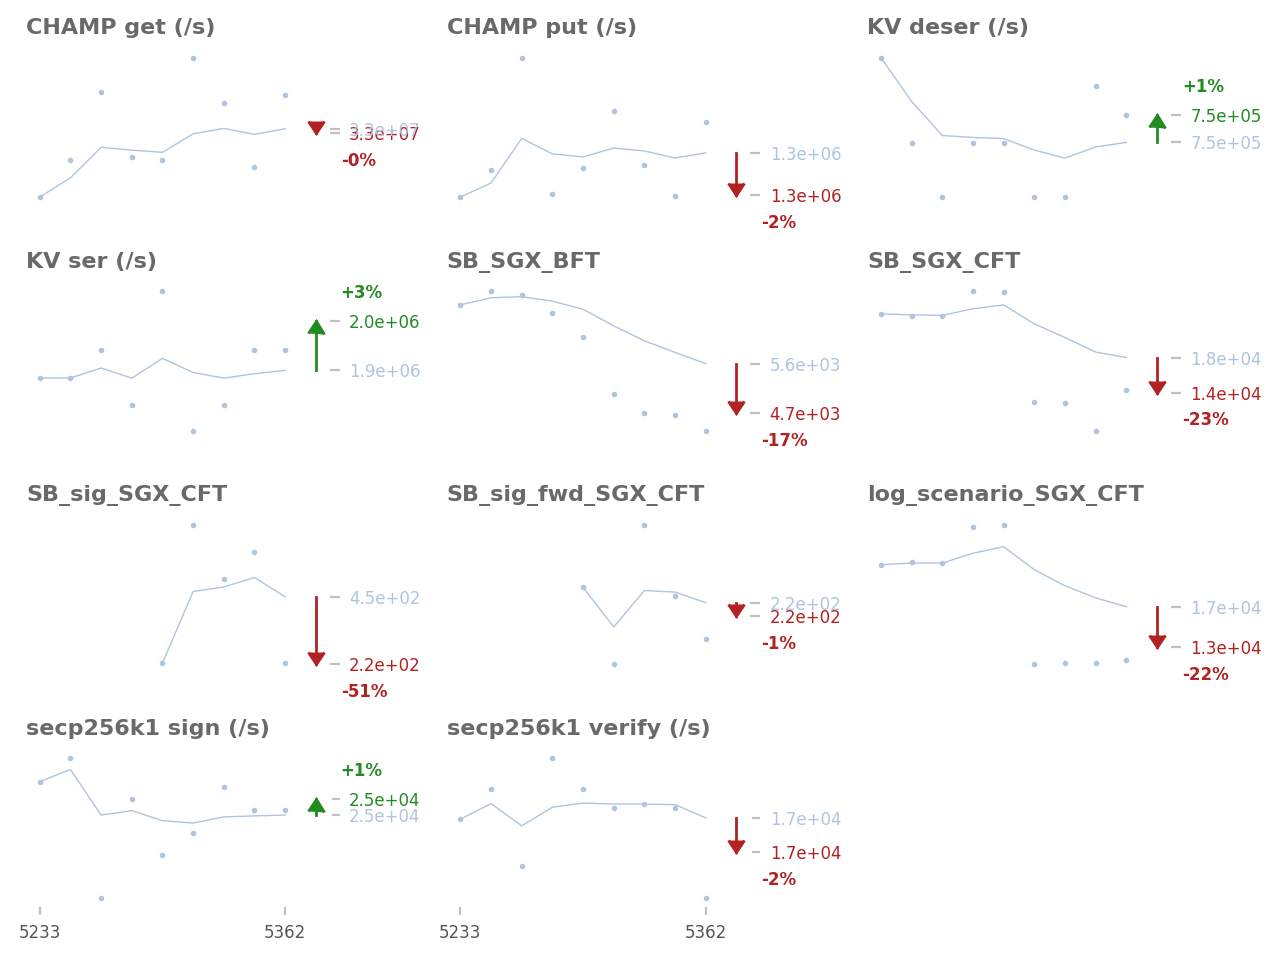 CHAMP get (/s)
3.3e+07
3.3e+07
-0%
CHAMP put (/s)
1.3e+06
1.3e+06
-2%
KV deser (/s)
+1%
7.5e+05
7.5e+05
KV ser (/s)
+3%
2.0e+06
1.9e+06
SB_SGX_BFT
5.6e+03
4.7e+03
-17%
SB_SGX_CFT
1.8e+04
1.4e+04
-23%
SB_sig_SGX_CFT
4.5e+02
2.2e+02
-51%
SB_sig_fwd_SGX_CFT
2.2e+02
2.2e+02
-1%
log_scenario_SGX_CFT
1.7e+04
1.3e+04
-22%
secp256k1 sign (/s)
+1%
2.5e+04
2.5e+04
5233
5362
secp256k1 verify (/s)
1.7e+04
1.7e+04
-2%
5233
5362